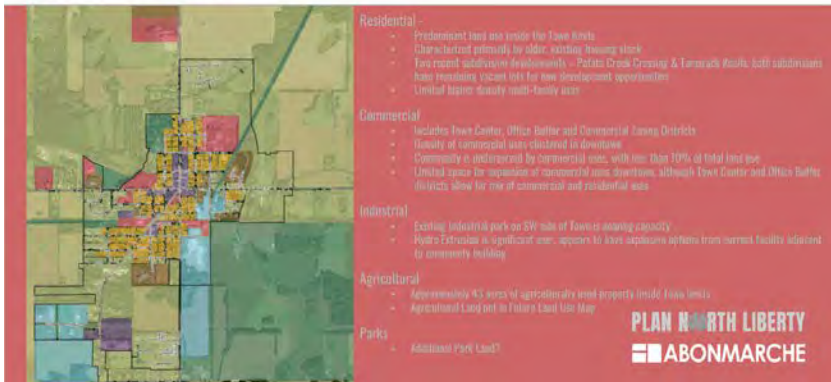 Residential -
Predominant land use inside the Town limits
Characterized primarily by older, existing housing stock
Two recent subdivision developments – Potato Creek Crossing & Tamarack Knolls, both subdivisions
have remaining vacant lots for new development opportunities
Limited higher density multi-family uses
Commercial
Includes Town Center, Office Buffer and Commercial Zoning Districts
of commercial uses clustered in downtown
Community is underserved by commercial uses, with less than 10% of total land use
Limited space for expansion of commercial uses downtown, although Town Center and Office Buffer
districts allow for mix of commercial and residential uses
Industrial
Existing industrial park on SW side of Town is nearing capacity
Hydro Extrusion is significant user, appears to have expansion options from current facility adjacent
to community building
Agricultural
Approximately 45 acres of agriculturally used property inside Town limits
Agricultural Land not in Future Land Use Map
Parks
Additional Park Land?
PLAN NORTH LIBERTY
ABONMARCHE